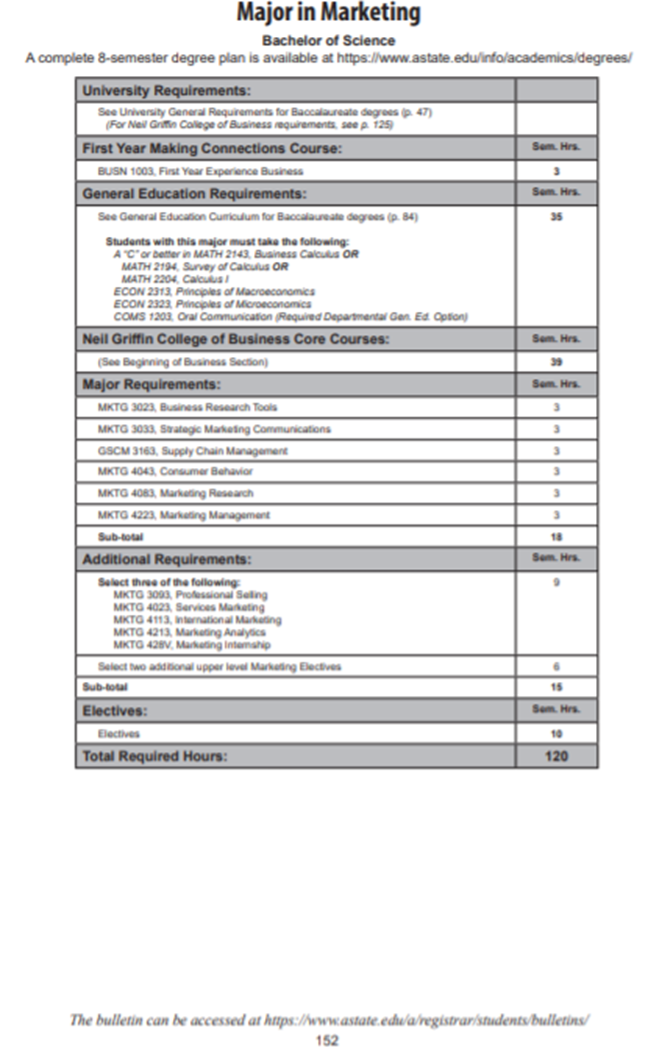 Major in Marketing
Bachelor of Science
A complete 8-semester degree plan is available at https://www.astate.edu/info/academics/degrees/
University Requirements:
See University General Requirements for Baccalaureate degrees (p. 47)
(For Neil Griffin College of Business requirements, see p. 125)
First Year Making Connections Course: Sem. Hrs.
BUSN 1003, First Year Experience Business 3
General Education Requirements: Sem. Hrs.
See General Education Curriculum for Baccalaureate degrees (p. 84) 35
Students with this major must take the following:
A "C" or better in MATH 2143, Business Calculus OR
MATH 2194, Survey of Calculus OR
MATH 2204, Calculus I
ECON 2313, Principles of Macroeconomics
ECON 2323, Principles of Microeconomics
COMS 1203, Oral Communication (Required Departmental Gen. Ed. Option)
Neil Griffin College of Business Core Courses: Sem. Hrs.
(See Beginning of Business Section) 39
Major Requirements: Sem. Hrs.
MKTG 3023, Business Research Tools 3
MKTG 3033, Strategic Marketing Communications 3
GSCM 3163, Supply Chain Management 3
MKTG 4043, Consumer Behavior 3
MKTG 4083, Marketing Research 3
MKTG 4223, Marketing Management 3
Sub-total 18
Additional Requirements: Sem. Hrs.
Select three of the following: 9
MKTG 3093, Professional Selling
MKTG 4023, Services Marketing
MKTG 4113, International Marketing
MKTG 4213, Marketing Analytics
MKTG 428V, Marketing Internship
Select two additional upper level Marketing Electives 6
Sub-total 15
Electives: Sem. Hrs.
Electives 10
Total Required Hours: 120
The bulletin can be accessed at https://www.astate.edu/a/registrar/students/bulletins/
152